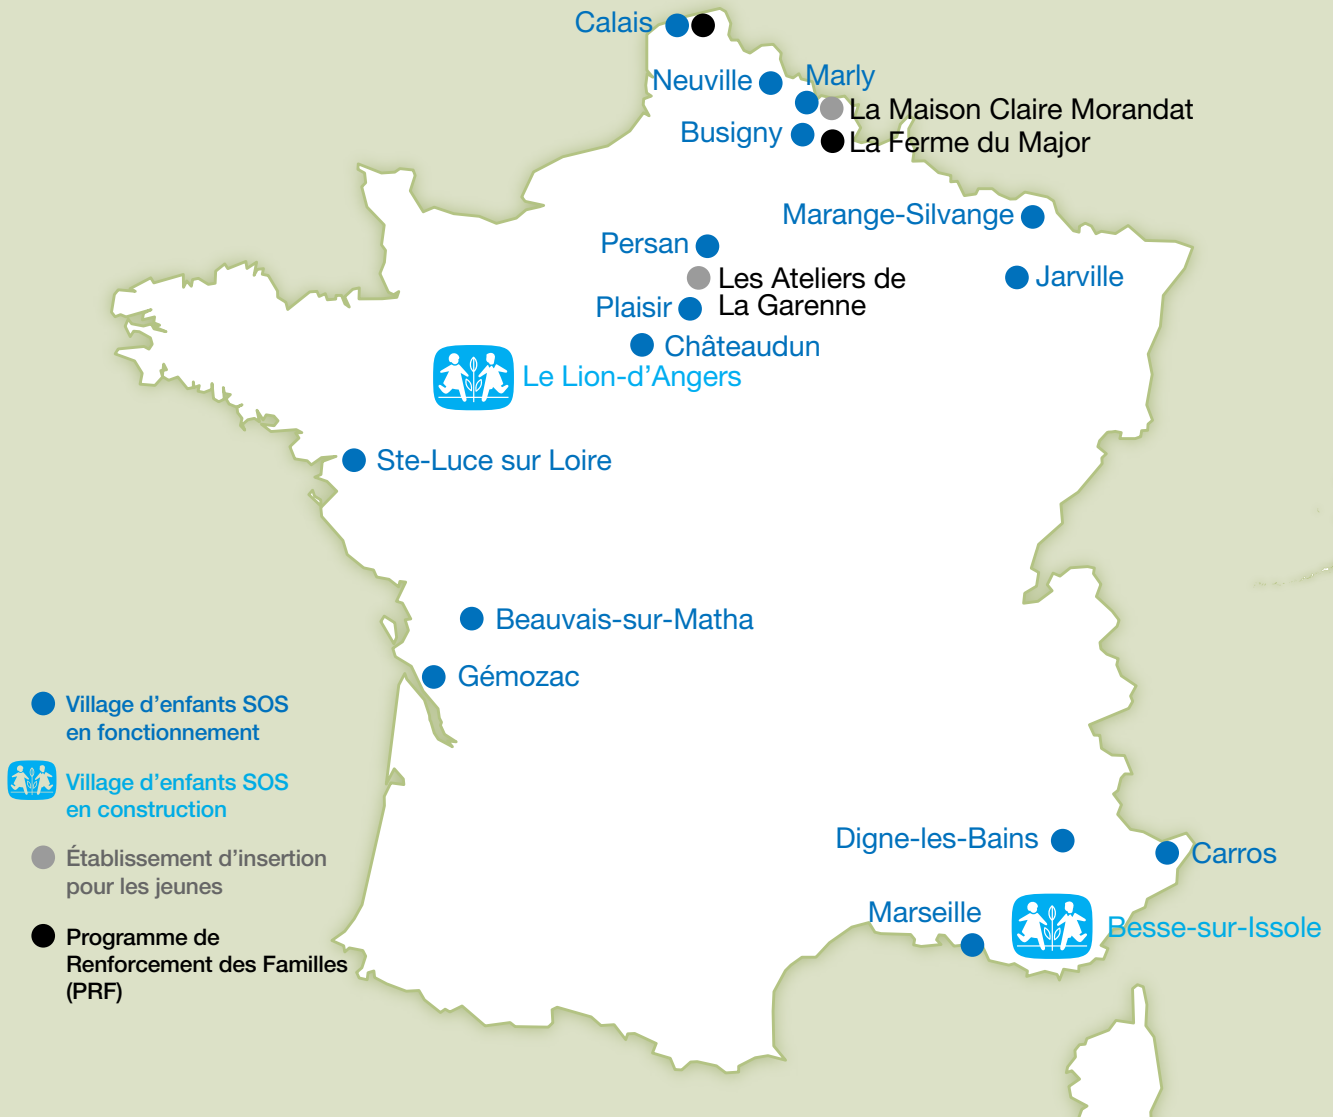 Calais
Neuville
Marly
La Maison Claire Morandat
Busigny
La Ferme du Major
Marange-Silvange
Persan
Les Ateliers de
La Garenne
Jarville
Plaisir
Châteaudun
Le Lion-d’Angers
Ste-Luce sur Loire
Beauvais-sur-Matha
Gémozac
Village d’enfants SOS
en fonctionnement
Village d’enfants SOS
en construction
Établissement d’insertion
pour les jeunes
Programme de
Renforcement des Familles
(PRF)
Digne-les-Bains
Carros
Marseille
Besse-sur-Issole